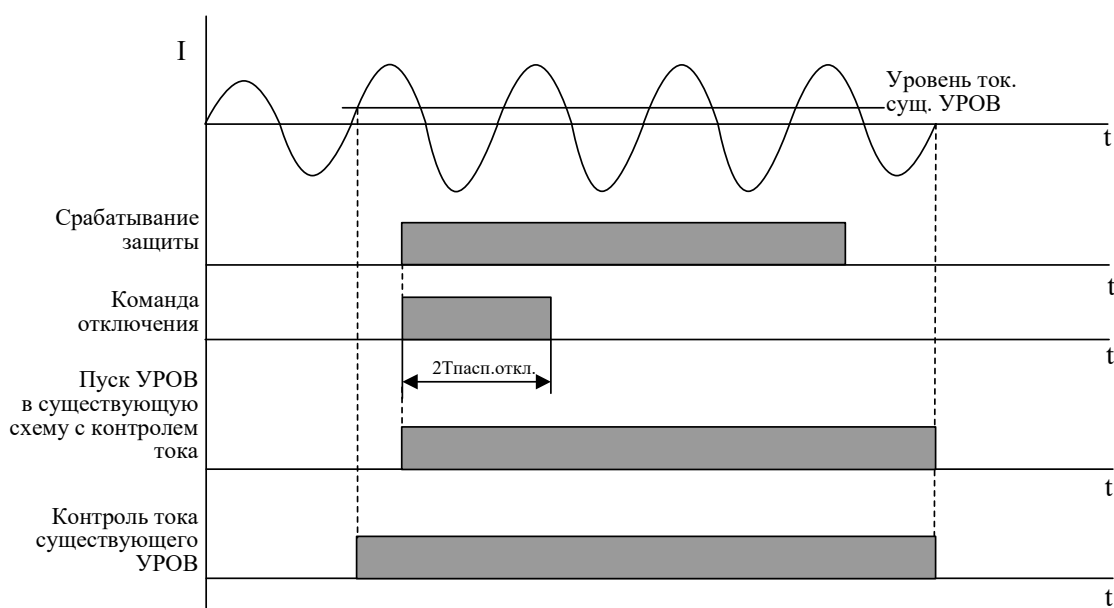 I
Уровень ток.
сущ. УРОВ
t
Срабатывание
защиты
t
Команда
отключения
t
2Тпасп.откл.
Пуск УРОВ
в существующую
схему с контролем
тока
t
Контроль тока
существующего
УРОВ
t